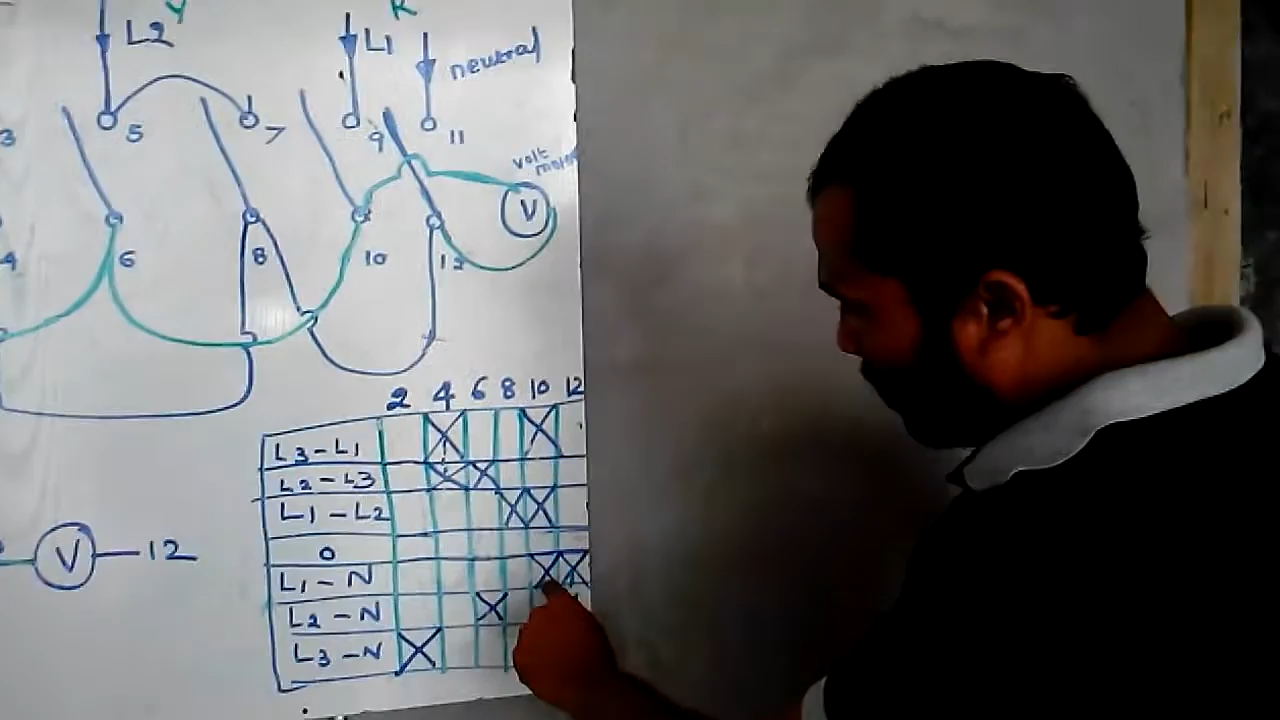 Y R
L2 L1 neutral
3 5 7 9 11
volt
V
4 6 8 10 12
2 4 6 8 10 12
L3-L1
L2-L3
L1-L2
0
V 12
L1-N
L2-N
L3-N